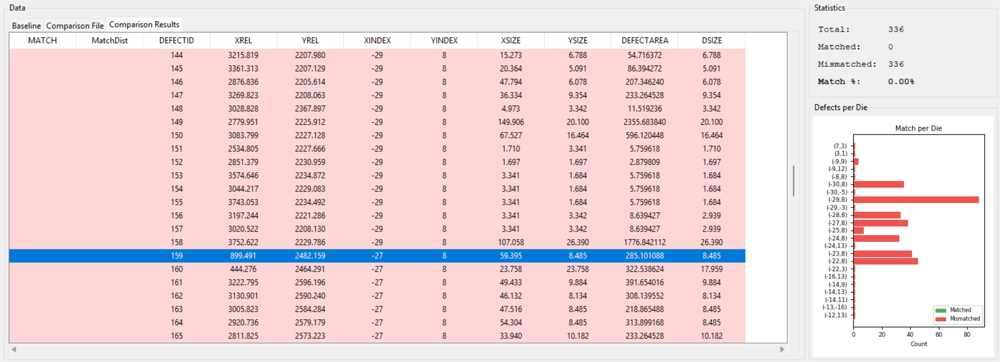 Data
Baseline Comparison File Comparison Results
MATCH MatchDist DEFECTID XREL YREL XINDEX YINDEX XSIZE YSIZE DEFECTAREA DSIZE
144 3215.819 2207.980 -29 8 15.273 6.788 54.716372 6.788
145 3361.313 2207.129 -29 8 20.364 5.091 86.394272 5.091
146 2876.836 2205.614 -29 8 47.794 6.078 207.346240 6.078
147 3269.823 2208.063 -29 8 36.334 9.354 233.264528 9.354
148 3028.828 2367.897 -29 8 4.973 3.342 11.519236 3.342
149 2779.951 2225.912 -29 8 149.906 20.100 2355.683840 20.100
150 3083.799 2227.128 -29 8 67.527 16.464 596.120448 16.464
151 2534.805 2227.666 -29 8 1.710 3.341 5.759618 1.710
152 2851.379 2230.959 -29 8 1.697 1.697 2.879809 1.697
153 3574.646 2234.872 -29 8 3.341 1.684 5.759618 1.684
154 3044.217 2229.083 -29 8 3.341 1.684 5.759618 1.684
155 3743.053 2234.492 -29 8 3.341 1.684 5.759618 1.684
156 3197.244 2221.286 -29 8 3.341 3.342 8.639427 2.939
157 3020.522 2208.130 -29 8 3.341 3.342 8.639427 2.939
158 3752.622 2229.786 -29 8 107.058 26.390 1776.842112 26.390
159 899.491 2482.159 -27 8 59.395 8.485 285.101088 8.485
160 444.276 2464.291 -27 8 23.758 23.758 322.538624 17.959
161 3222.795 2596.196 -27 8 49.433 9.884 391.654016 9.884
162 3130.901 2590.240 -27 8 46.132 8.134 308.139552 8.134
163 3005.823 2584.284 -27 8 47.516 8.485 218.865488 8.485
164 2920.736 2579.179 -27 8 54.304 8.485 313.899168 8.485
165 2811.825 2573.223 -27 8 33.940 10.182 233.264528 10.182
Statistics
Total: 336
Matched: 0
Mismatched: 336
Match %: 0.00%
Defects per Die
Match per Die
(7,3)
(3,1)
(-9,9)
(-9,12)
(-8,8)
(-30,8)
(-30,-5)
(-29,8)
(-29,-3)
(-28,8)
(-27,8)
(-25,8)
(-24,8)
(-24,13)
(-23,8)
(-22,8)
(-22,3)
(-16,13)
(-14,9)
(-14,13)
(-14,11)
(-13,-16)
(-12,13)
Matched
Mismatched
0 20 40 60 80
Count